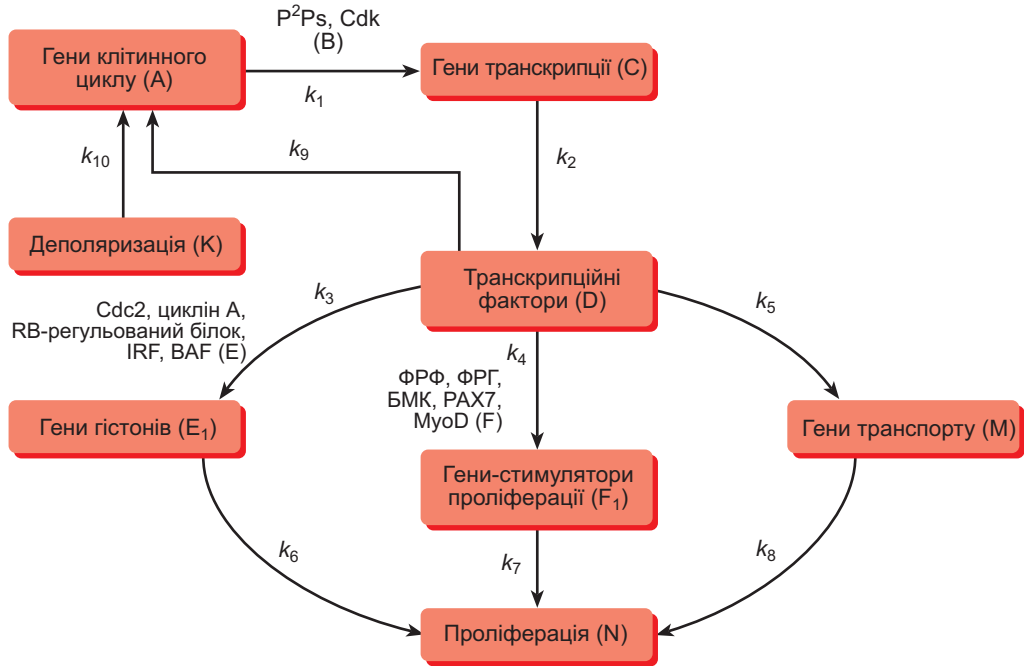 P²Ps, Cdk
(B)
Гени клітинного
циклу (A)
k₁
Гени транскрипції (C)
k₁₀
k₉
k₂
Деполяризація (K)
Транскрипційні
фактори (D)
k₃
k₅
Cdc2, циклін A,
RB-регульований білок,
IRF, BAF (E)
k₄
ФРФ, ФРГ,
БМК, PAX7,
MyoD (F)
Гени гістонів (E₁)
Гени транспорту (M)
Гени-стимулятори
проліферації (F₁)
k₆
k₇
k₈
Проліферація (N)